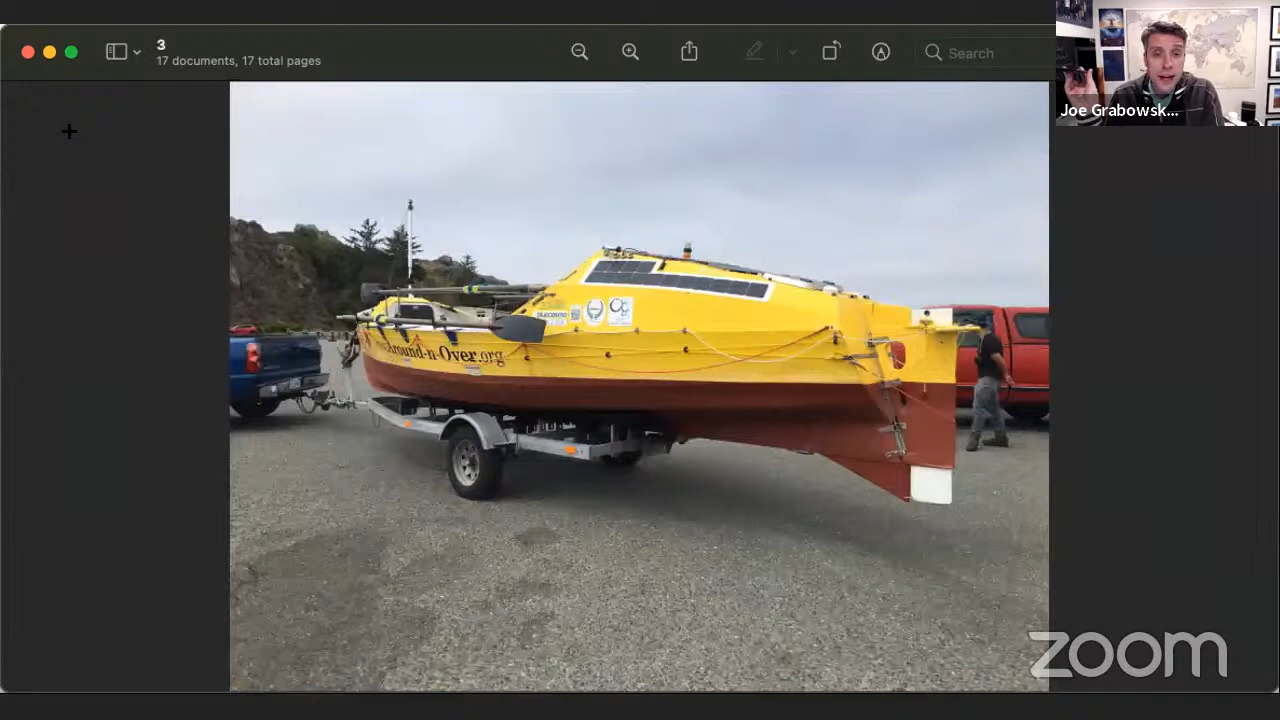 3
17 documents, 17 total pages
Search
Joe Grabowsk...
Around-n-Over.org
zoom